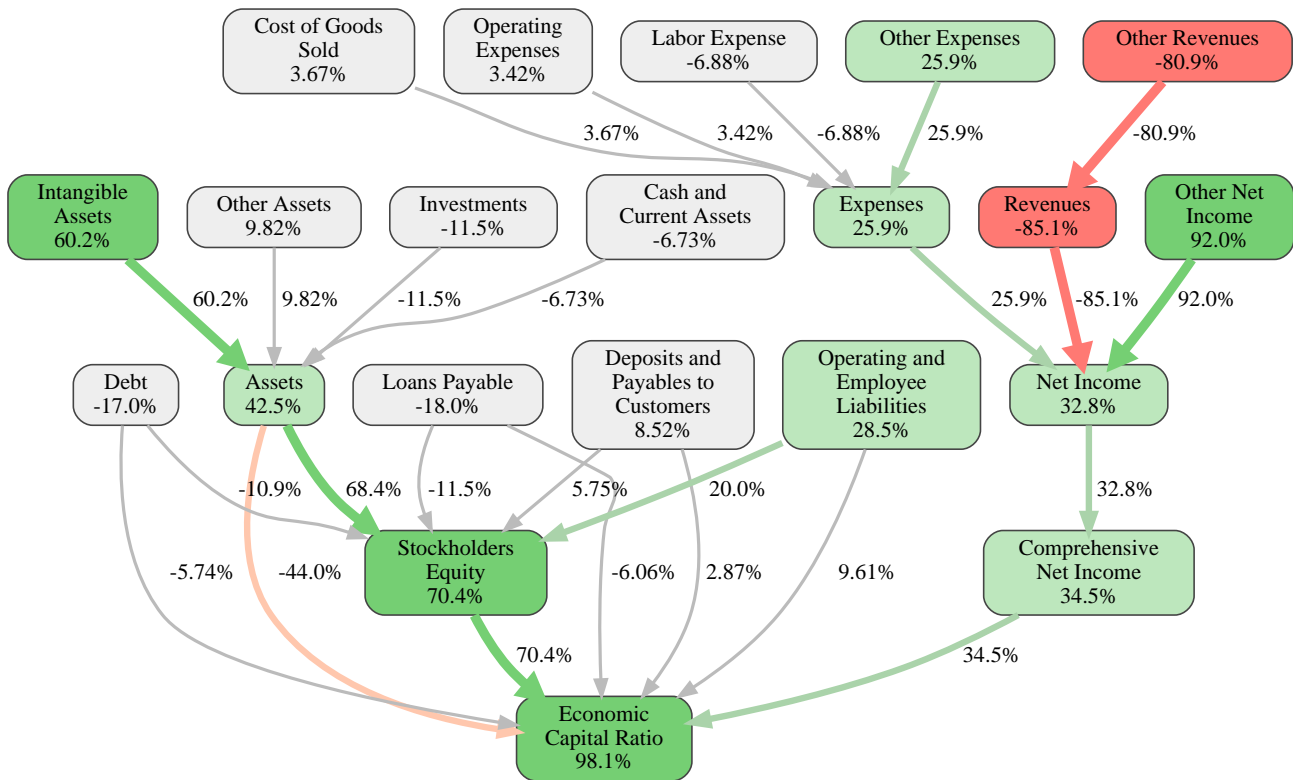 Cost of Goods
Sold
3.67%
Operating
Expenses
3.42%
Labor Expense
-6.88%
Other Expenses
25.9%
Other Revenues
-80.9%
3.67%
3.42%
-6.88%
25.9%
-80.9%
Intangible
Assets
60.2%
Other Assets
9.82%
Investments
-11.5%
Cash and
Current Assets
-6.73%
Expenses
25.9%
Revenues
-85.1%
Other Net
Income
92.0%
60.2%
9.82%
-11.5%
-6.73%
25.9%
-85.1%
92.0%
Debt
-17.0%
Assets
42.5%
Loans Payable
-18.0%
Deposits and
Payables to
Customers
8.52%
Operating and
Employee
Liabilities
28.5%
Net Income
32.8%
-10.9%
68.4%
-11.5%
5.75%
20.0%
32.8%
Stockholders
Equity
70.4%
Comprehensive
Net Income
34.5%
-5.74%
-44.0%
-6.06%
2.87%
9.61%
70.4%
34.5%
Economic
Capital Ratio
98.1%